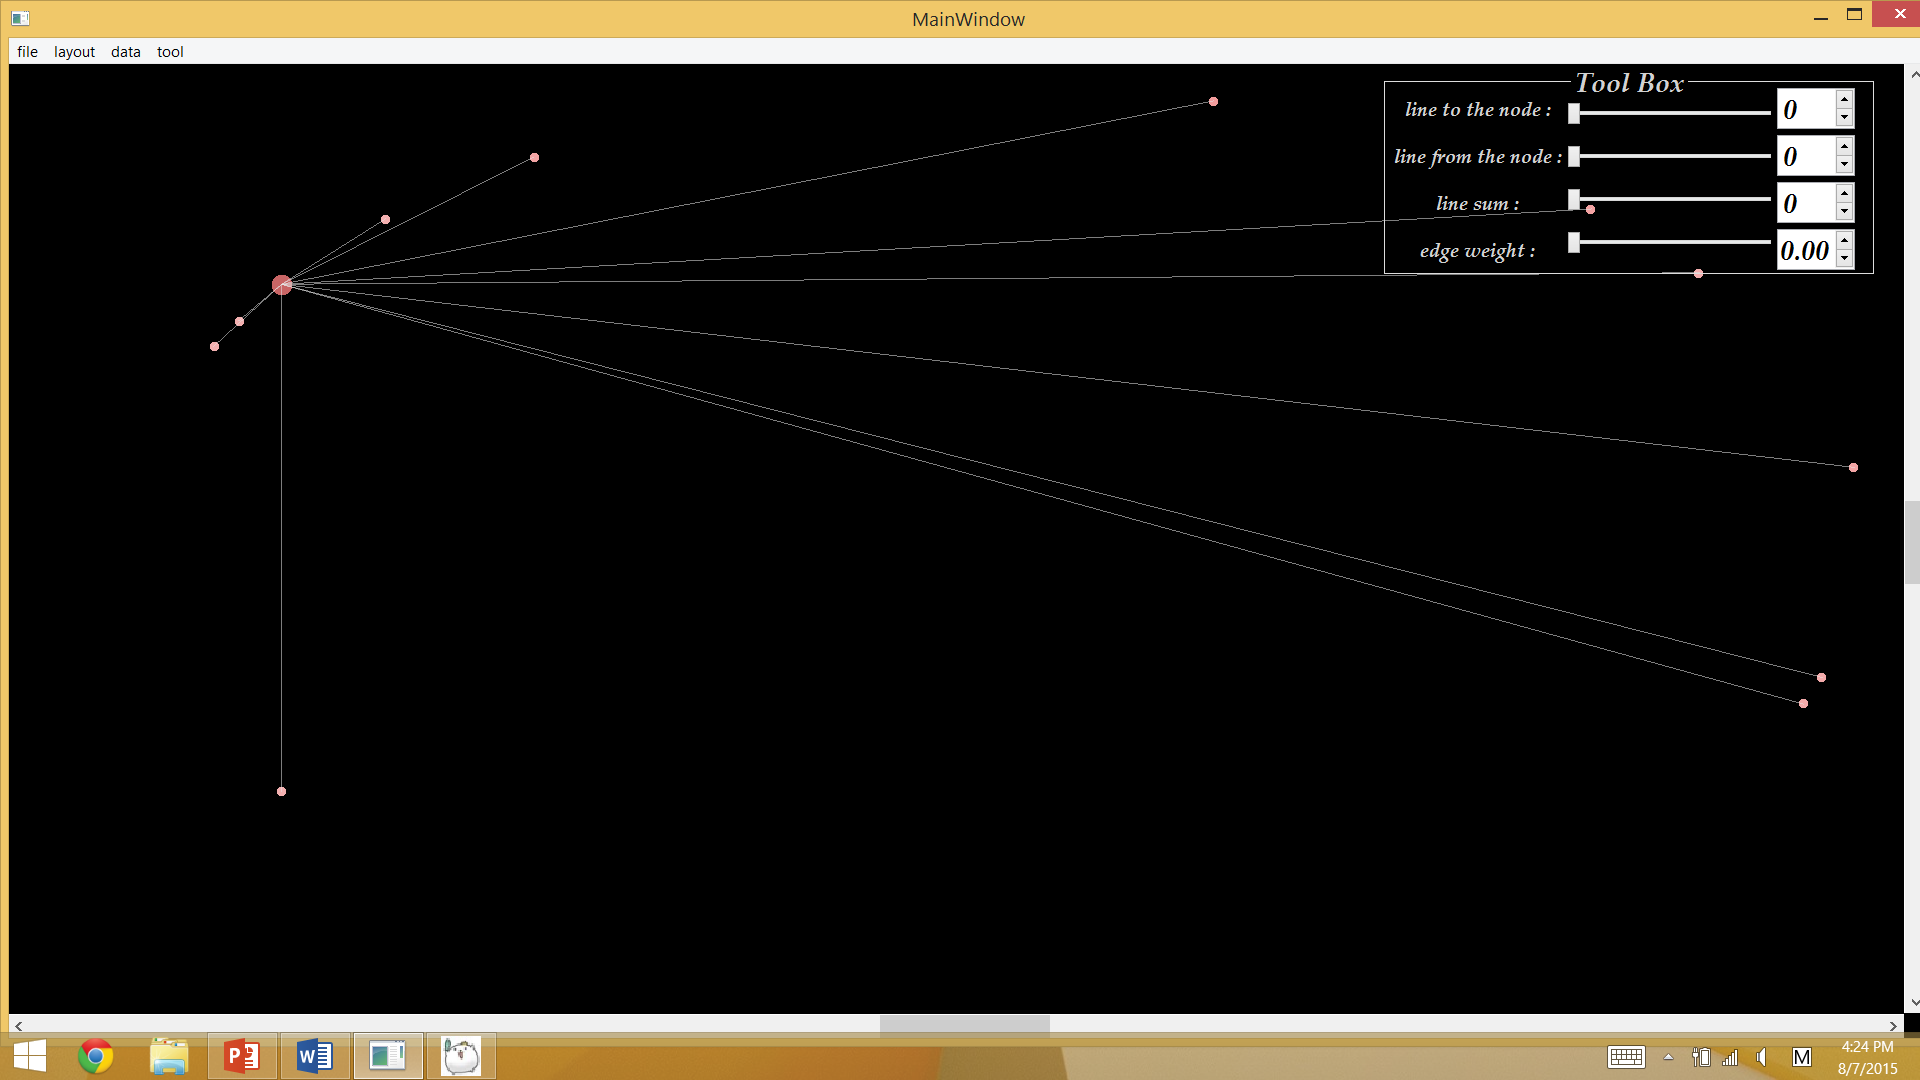 MainWindow
file layout data tool
Tool Box
line to the node : 0
line from the node : 0
line sum : 0
edge weight : 0.00
P
W
M
4:24 PM
8/7/2015